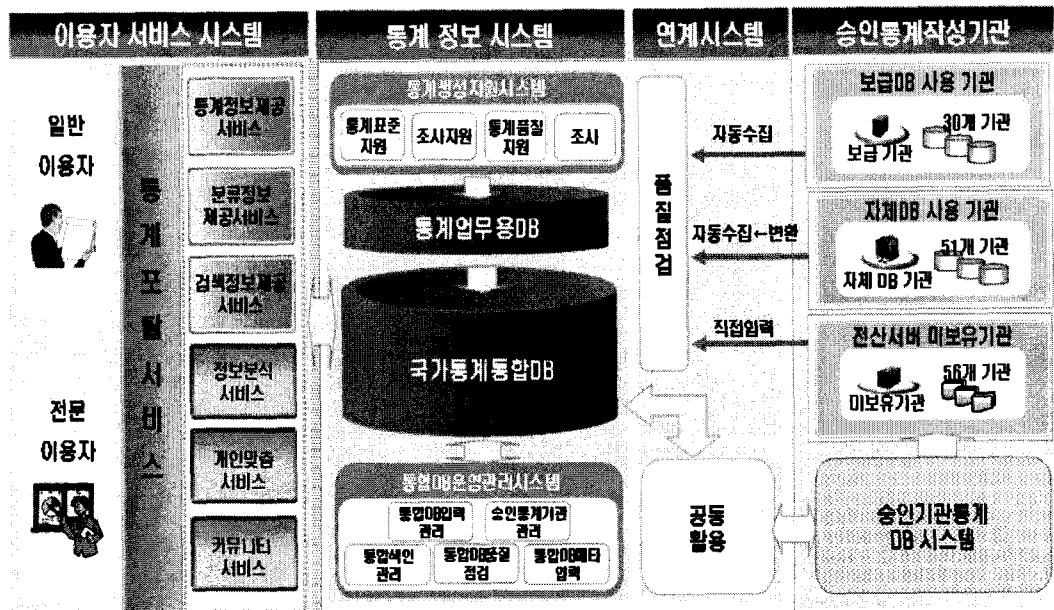 이용자 서비스 시스템
통계 정보 시스템
연계시스템
승인통계작성기관
일반
이용자
전문
이용자
통계포탈서비스
통계정보제공
서비스
분류정보
제공서비스
검색정보제공
서비스
정보분석
서비스
개인맞춤
서비스
커뮤니티
서비스
통계생성지원시스템
통계표준
지원
조사지원
통계품질
지원
조사
통계업무용DB
국가통계통합DB
통합DB운영관리시스템
통합DB입력
관리
승인통계기관
관리
통합색인
관리
통합DB품질
점검
통합DB메타
입력
품질점검
자동수집
자동수집←변환
직접입력
공동
활용
보급DB 사용 기관
30개 기관
보급 기관
자체DB 사용 기관
51개 기관
자체 DB 기관
전산서버 미보유기관
56개 기관
미보유기관
승인기관통계
DB 시스템